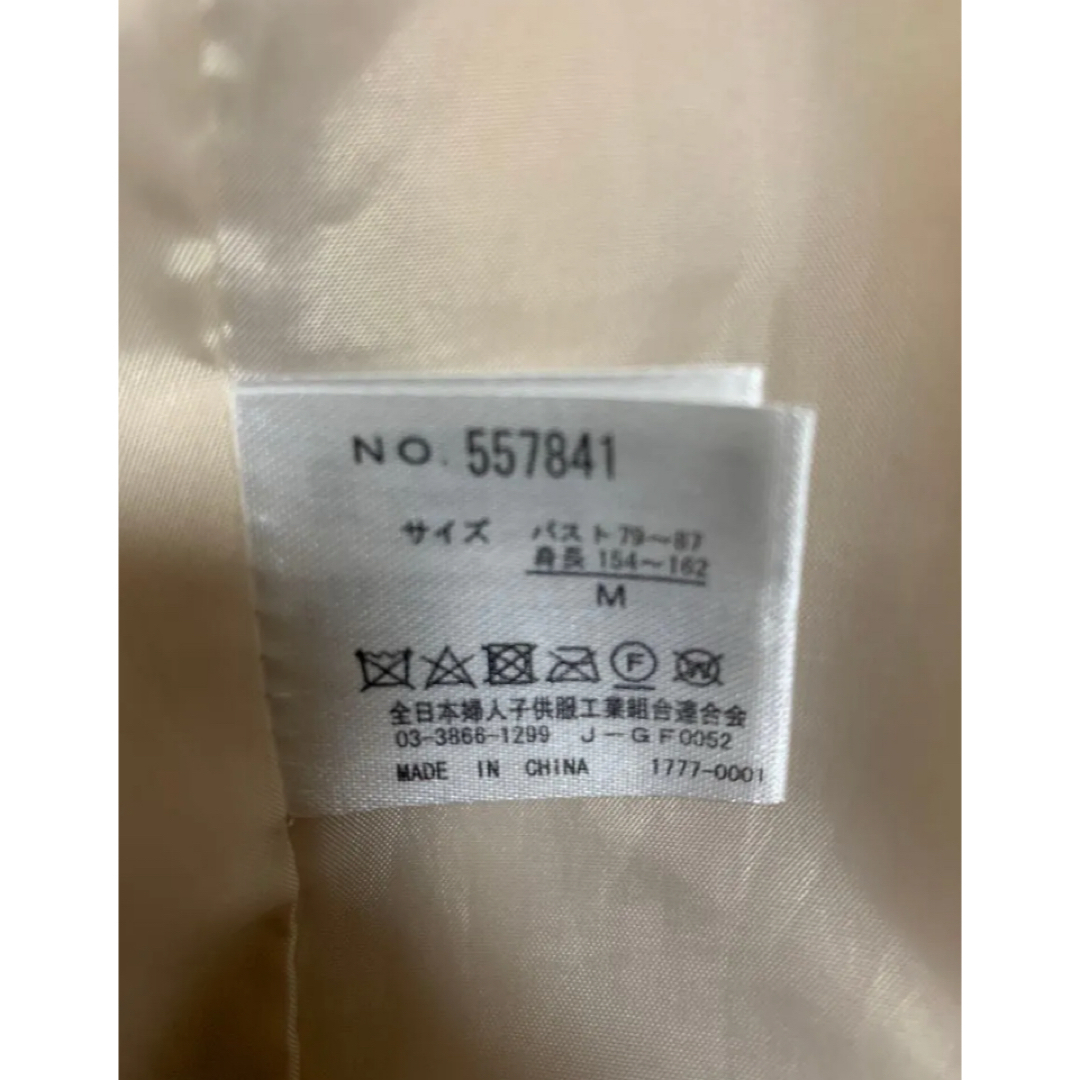 NO. 557841
サイズ バスト79～87
身長 154～162
M
F W
全日本婦人子供服工業組合連合会
03-3866-1299 J-GF0052
MADE IN CHINA 1777-0001